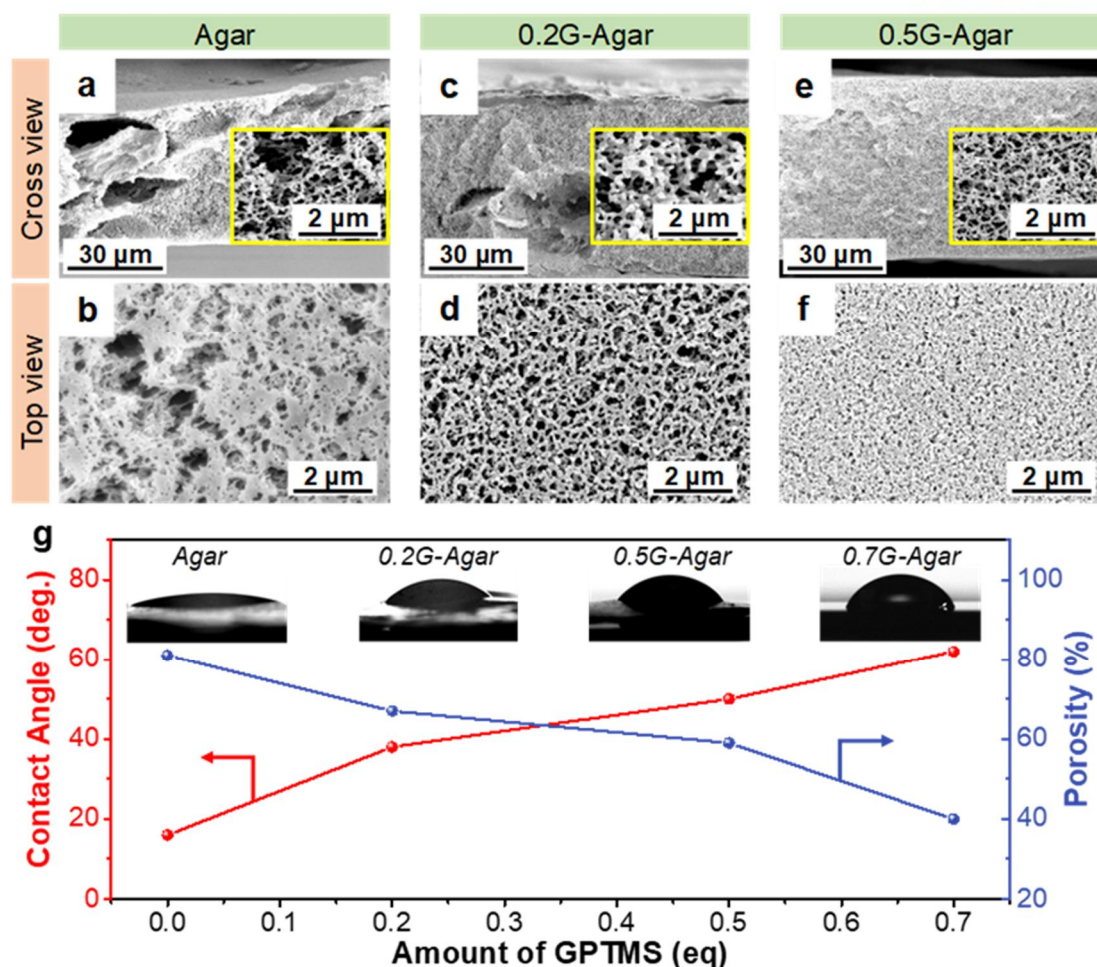 Agar
0.2G-Agar
0.5G-Agar
Cross view
a
2 µm
30 µm
c
2 µm
30 µm
e
2 µm
30 µm
Top view
b
2 µm
d
2 µm
f
2 µm
g
Agar
0.2G-Agar
0.5G-Agar
0.7G-Agar
Contact Angle (deg.)
80
60
40
20
0
100
80
60
40
20
Porosity (%)
0.0 0.1 0.2 0.3 0.4 0.5 0.6 0.7
Amount of GPTMS (eq)